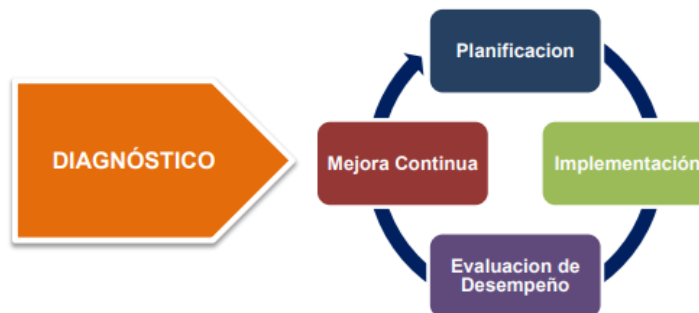 Planificacion
DIAGNÓSTICO
Mejora Continua
Implementación
Evaluacion de
Desempeño